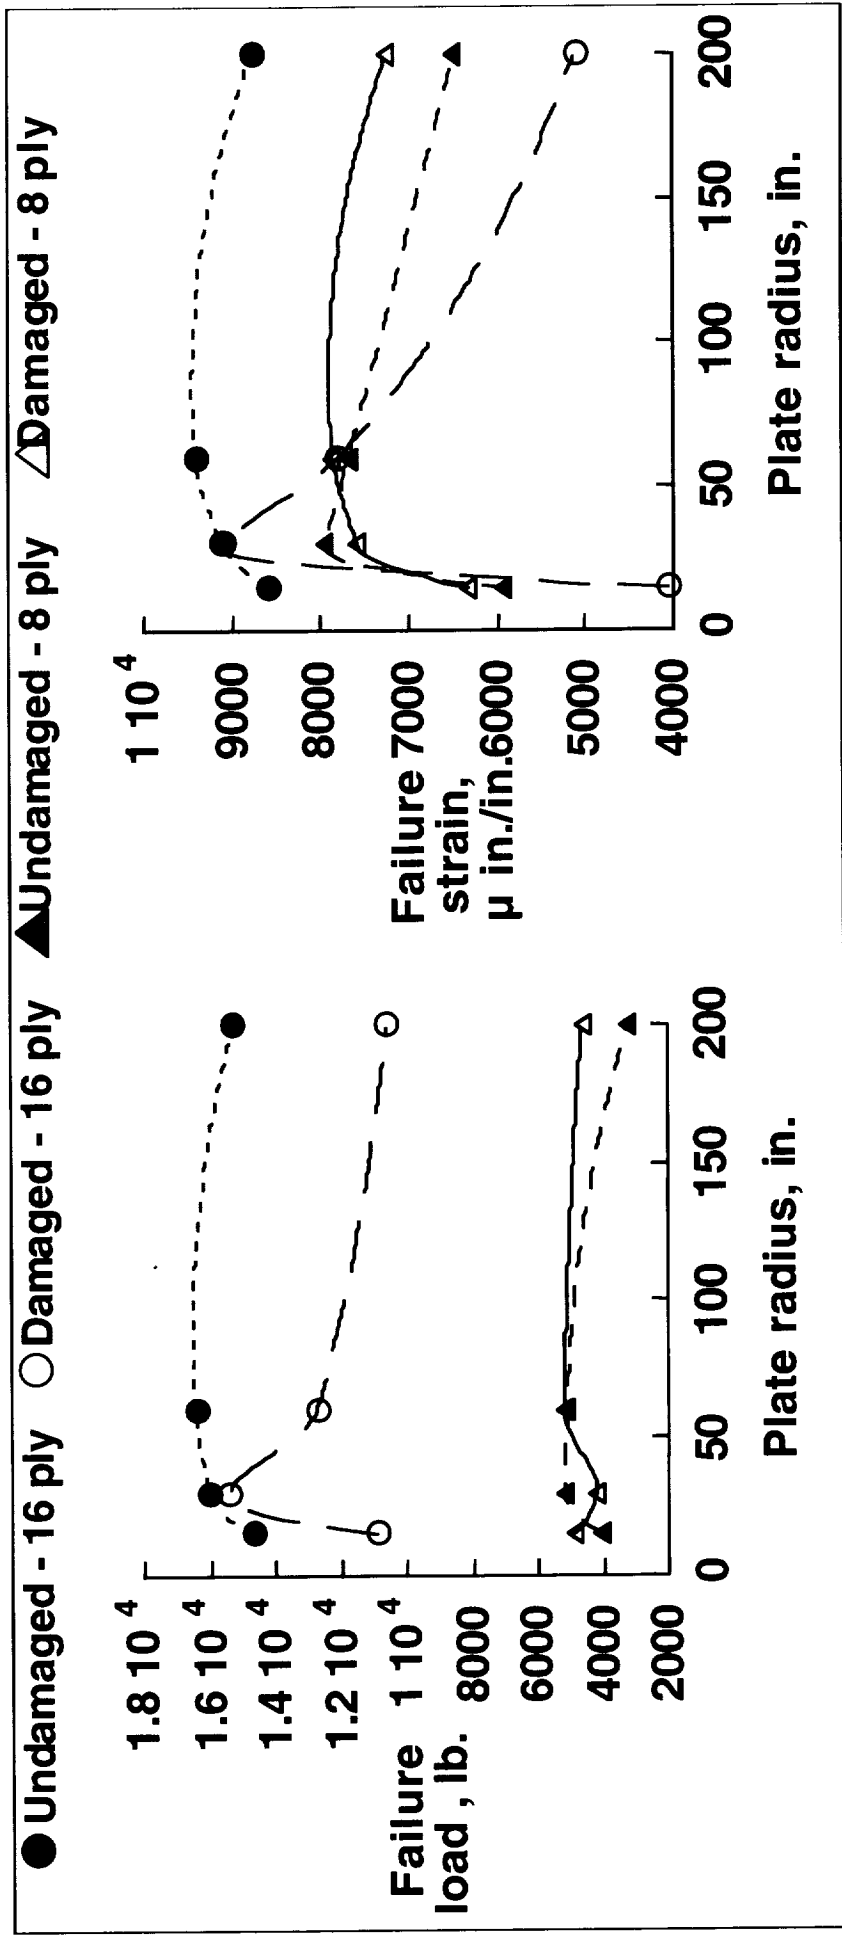 Undamaged - 16 ply Damaged - 16 ply Undamaged - 8 ply Damaged - 8 ply
1.8 10 4
1.6 10 4
1.4 10 4
1.2 10 4
1 10 4
8000
6000
4000
2000
Failure
load , lb.
0 50 100 150 200
Plate radius, in.
1 10 4
9000
8000
7000
6000
5000
4000
Failure
strain,
µ in./in.
0 50 100 150 200
Plate radius, in.